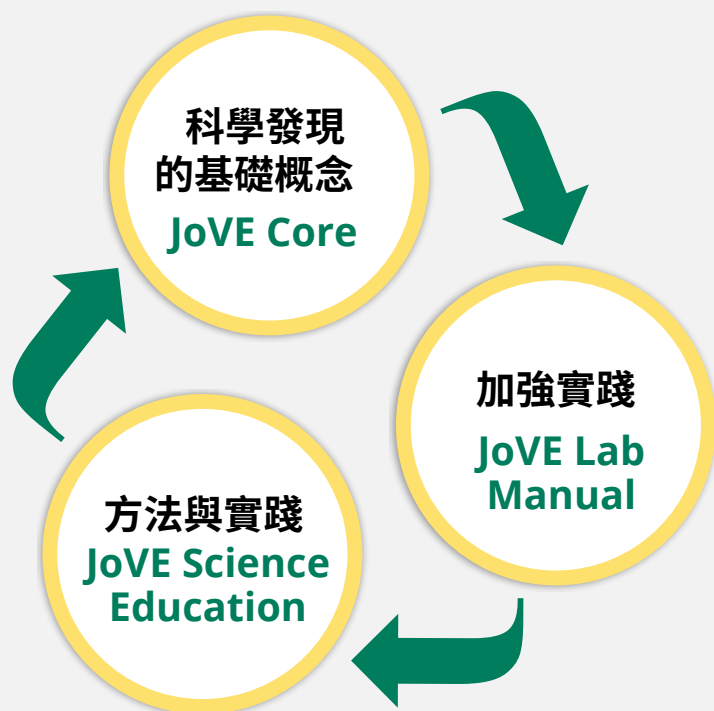 科學發現
的基礎概念
JoVE Core
加強實踐
JoVE Lab
Manual
方法與實踐
JoVE Science
Education